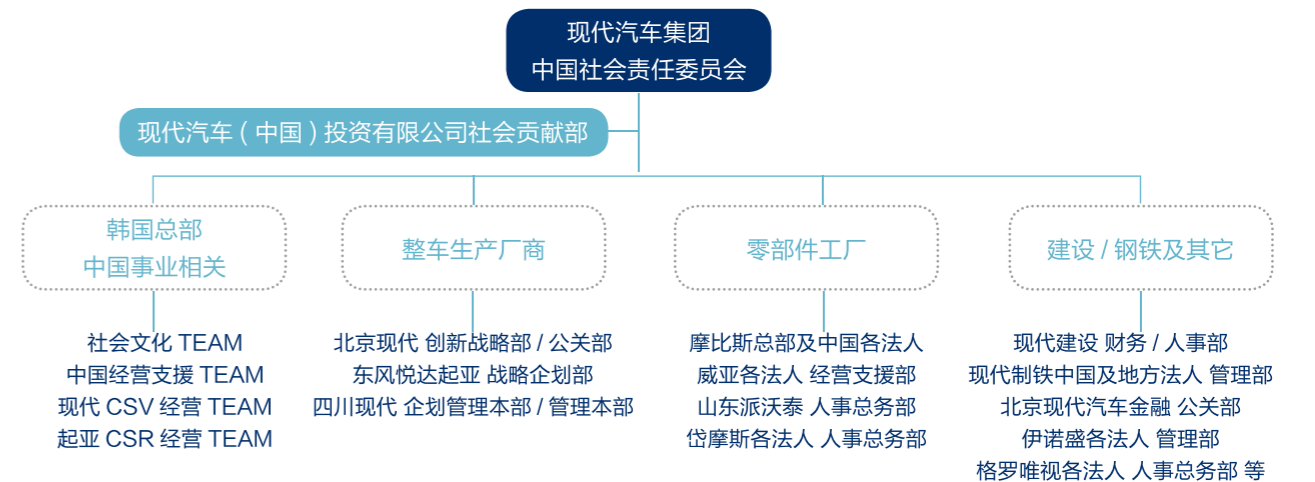 现代汽车集团
中国社会责任委员会
现代汽车（中国）投资有限公司社会贡献部
韩国总部
中国事业相关
整车生产厂商
零部件工厂
建设 / 钢铁及其它
社会文化 TEAM
中国经营支援 TEAM
现代 CSV 经营 TEAM
起亚 CSR 经营 TEAM
北京现代 创新战略部 / 公关部
东风悦达起亚 战略企划部
四川现代 企划管理本部 / 管理本部
摩比斯总部及中国各法人
威亚各法人 经营支援部
山东派沃泰 人事总务部
岱摩斯各法人 人事总务部
现代建设 财务 / 人事部
现代制铁中国及地方法人 管理部
北京现代汽车金融 公关部
伊诺盛各法人 管理部
格罗唯视各法人 人事总务部 等